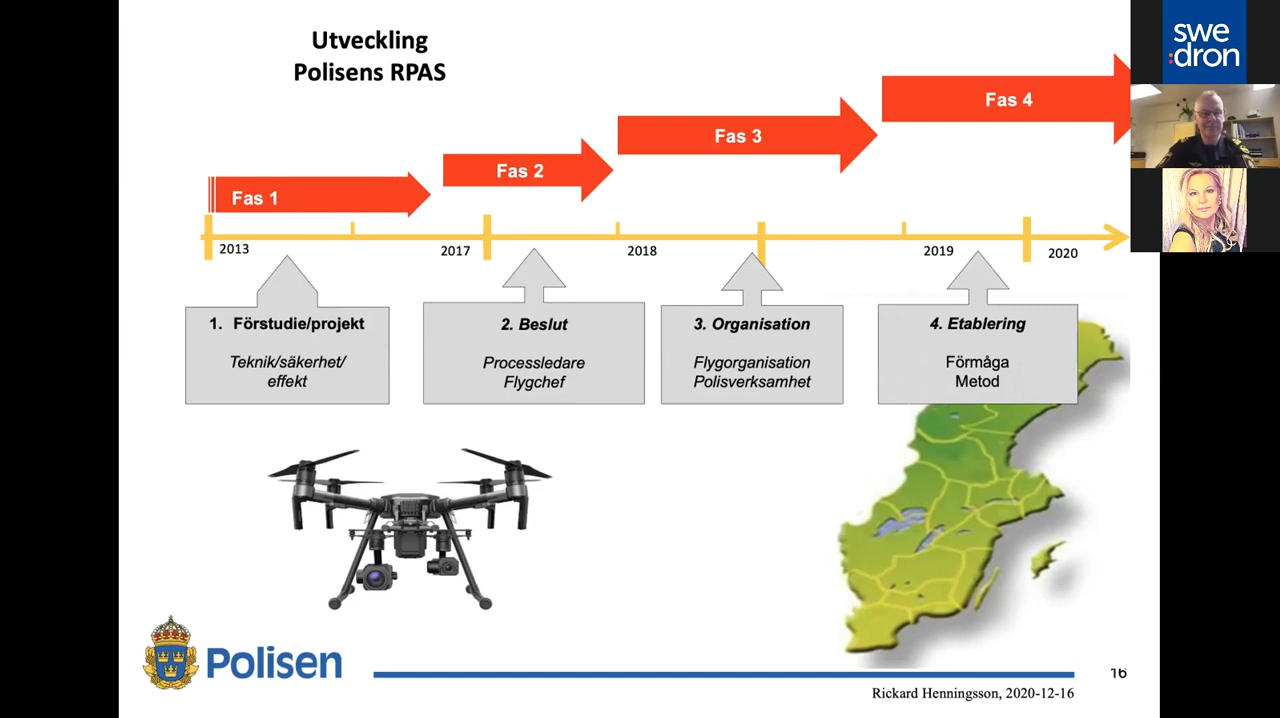 Utveckling
Polisens RPAS
swe
:dron
Fas 4
Fas 3
Fas 2
Fas 1
2013
2017
2018
2019
2020
1. Förstudie/projekt
Teknik/säkerhet/
effekt
2. Beslut
Processledare
Flygchef
3. Organisation
Flygorganisation
Polisverksamhet
4. Etablering
Förmåga
Metod
Polisen
16
Rickard Henningsson, 2020-12-16